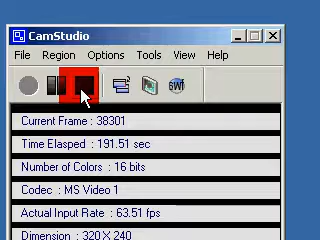 CamStudio
File Region Options Tools View Help
SWF
Current Frame : 38301
Time Elasped : 191.51 sec
Number of Colors : 16 bits
Codec : MS Video 1
Actual Input Rate : 63.51 fps
Dimension : 320 X 240